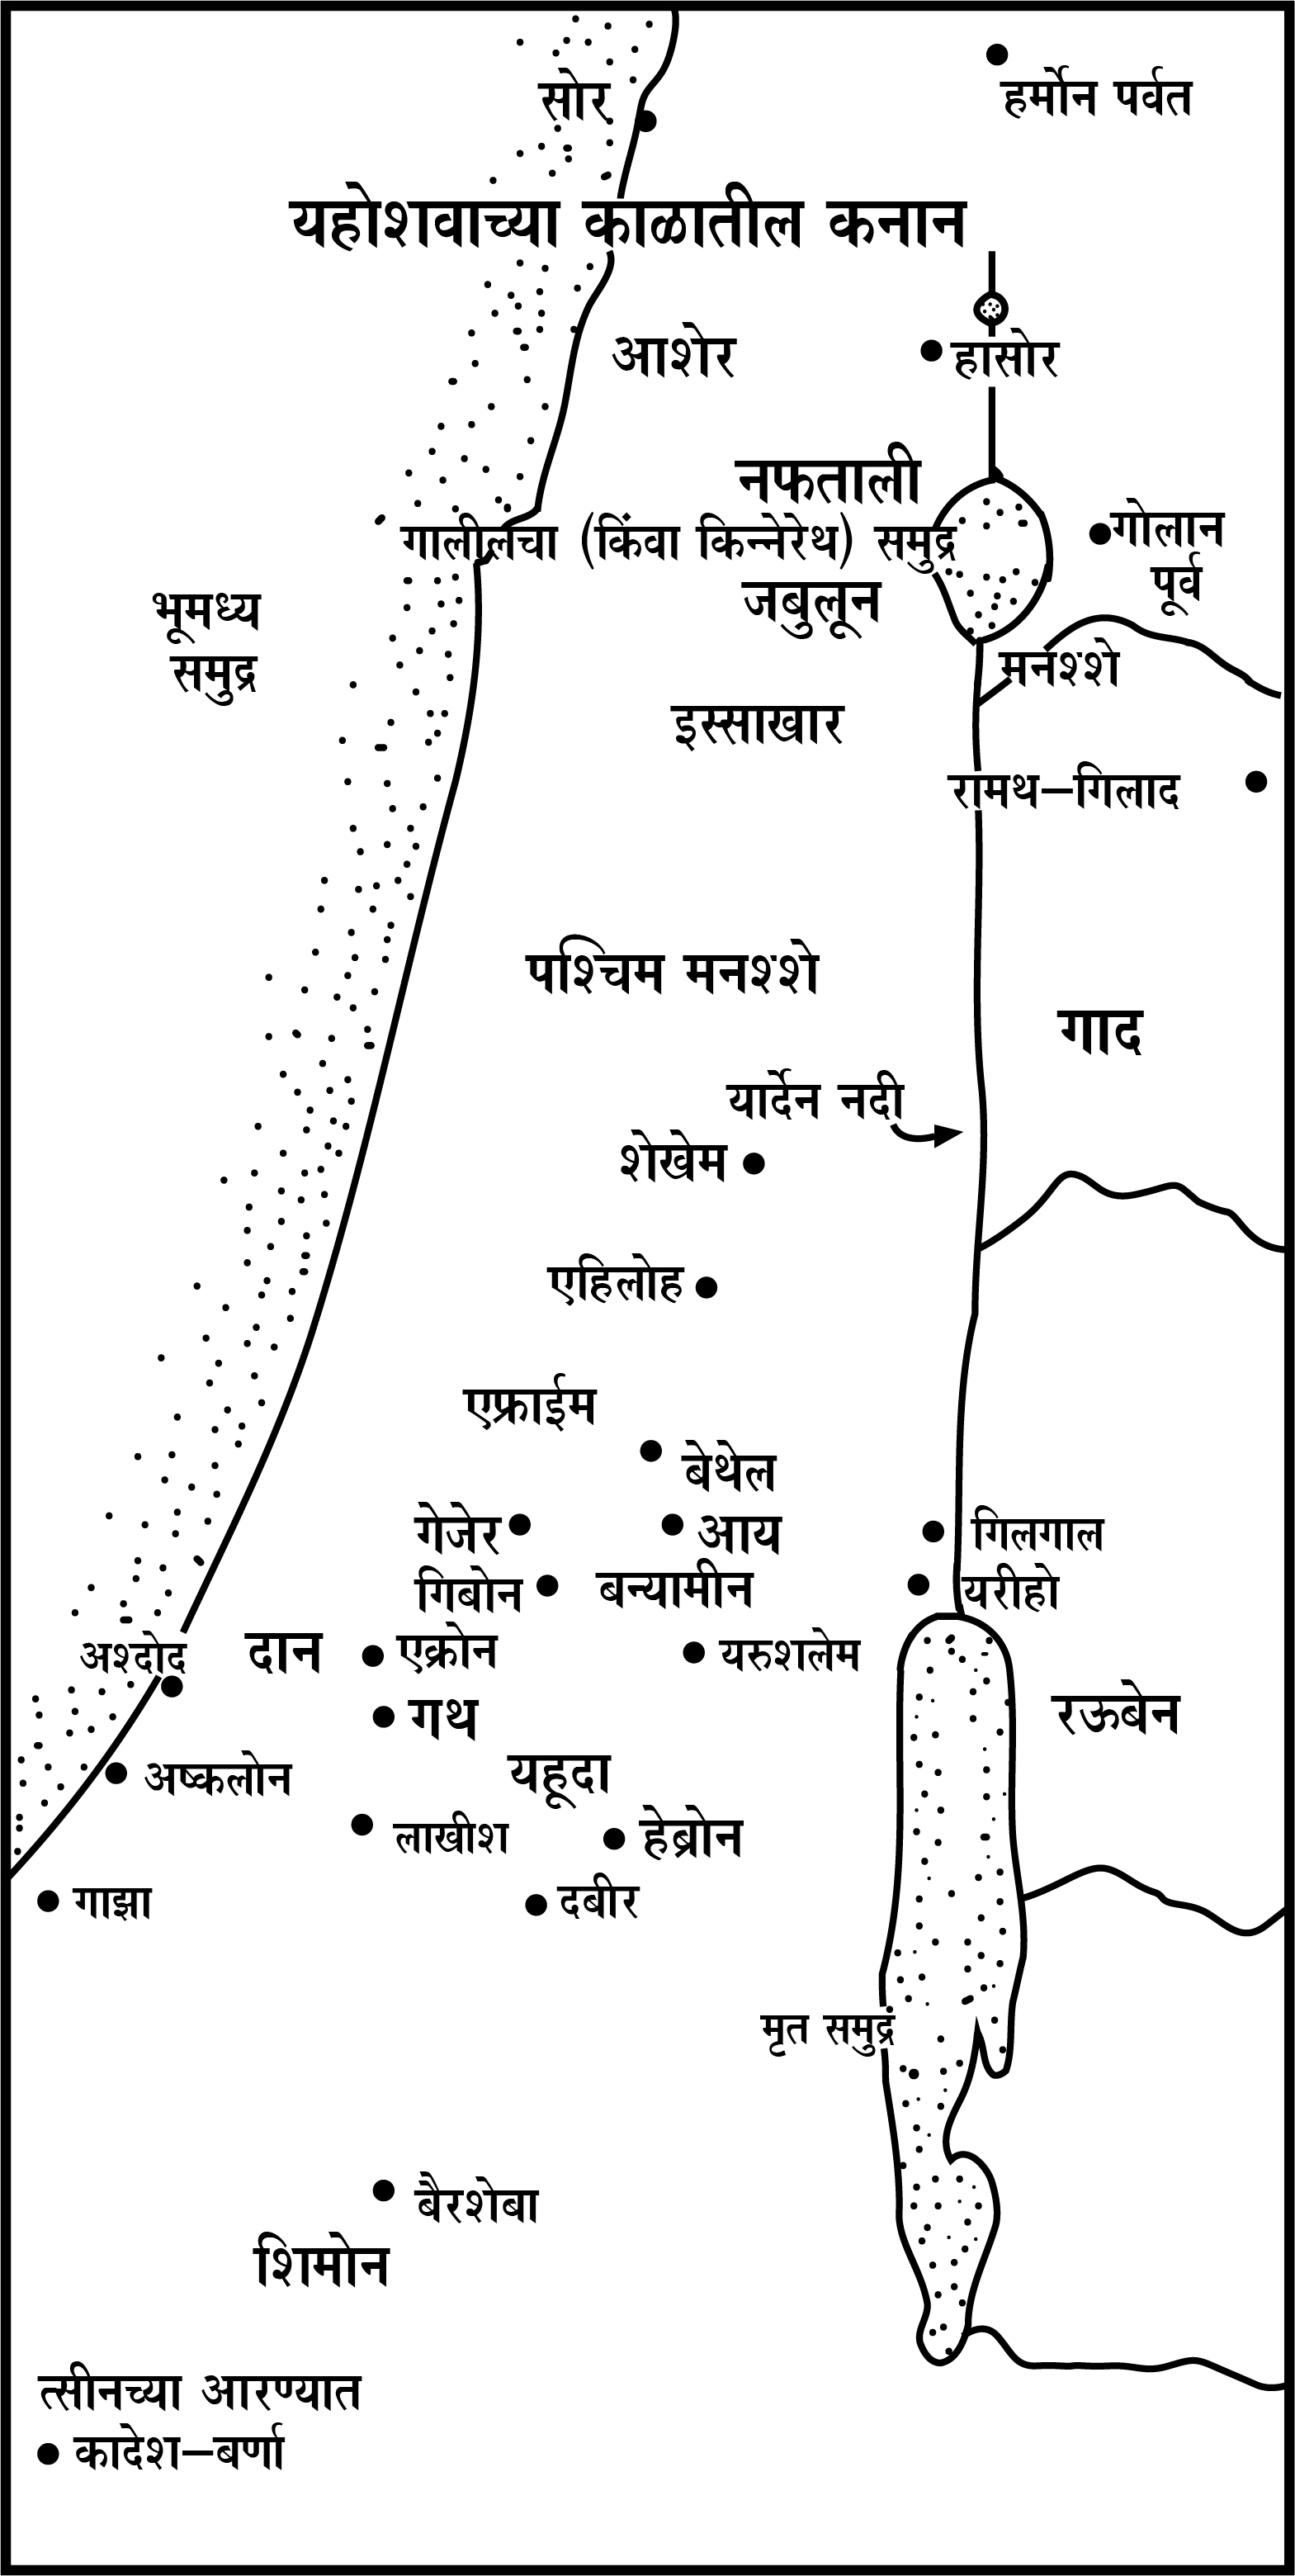 सोर
हर्मोन पर्वत
यहोशवाच्या काळातील कनान
आशेर
हासोर
नफताली
गालीलचा (किंवा किन्नेरेथ) समुद्र
गोलान
पूर्व
मनश्शे
जबुलून
भूमध्य
समुद्र
इस्साखार
रामथ–गिलाद
पश्चिम मनश्शे
गाद
यार्देन नदी
शेखेम
एहिलोह
एफ्राईम
बेथेल
गेजेर
आय
गिलगाल
गिबोन
बन्यामीन
यरीहो
अश्दोद
दान
एक्रोन
यरुशलेम
गथ
रऊबेन
अष्कलोन
यहूदा
लाखीश
हेब्रोन
गाझा
दबीर
मृत समुद्र
बैरशेबा
शिमोन
त्सीनच्या आरण्यात
कादेश–बर्णा